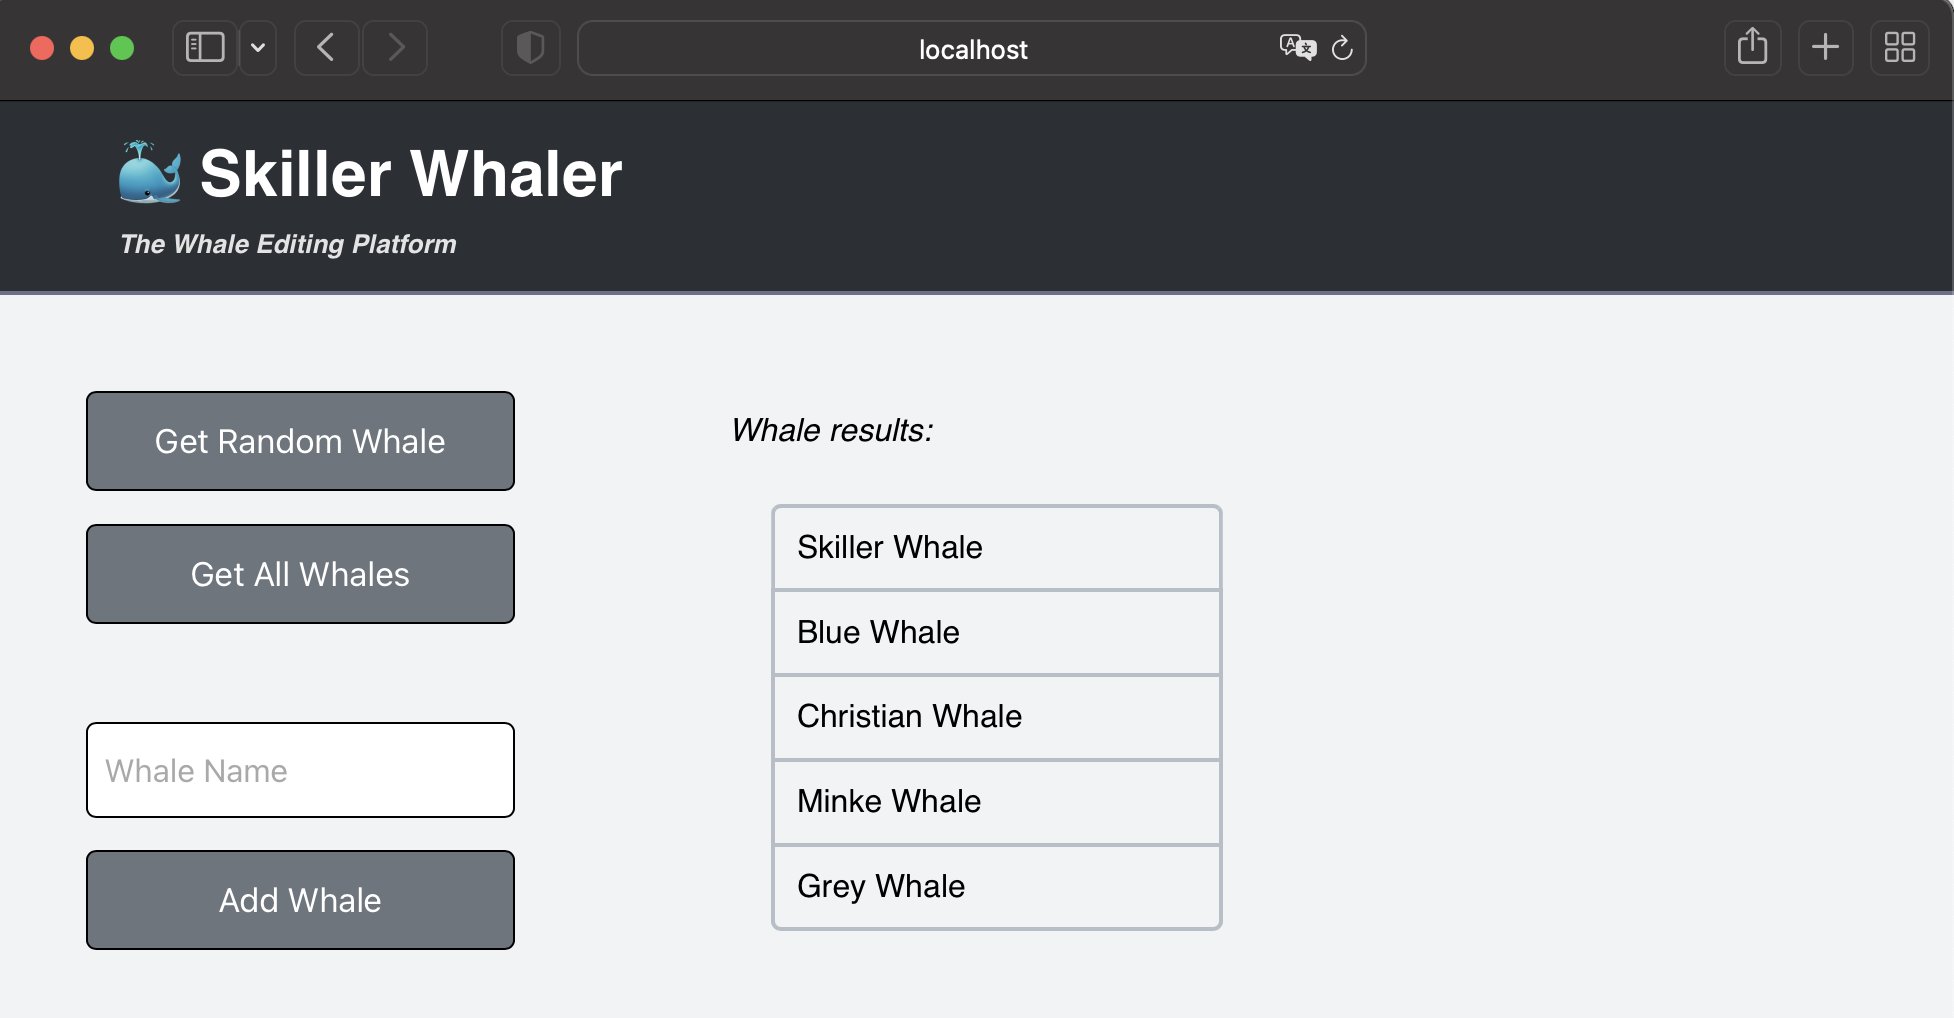 localhost
Skiller Whaler
The Whale Editing Platform
Get Random Whale
Get All Whales
Whale Name
Add Whale
Whale results:
Skiller Whale
Blue Whale
Christian Whale
Minke Whale
Grey Whale